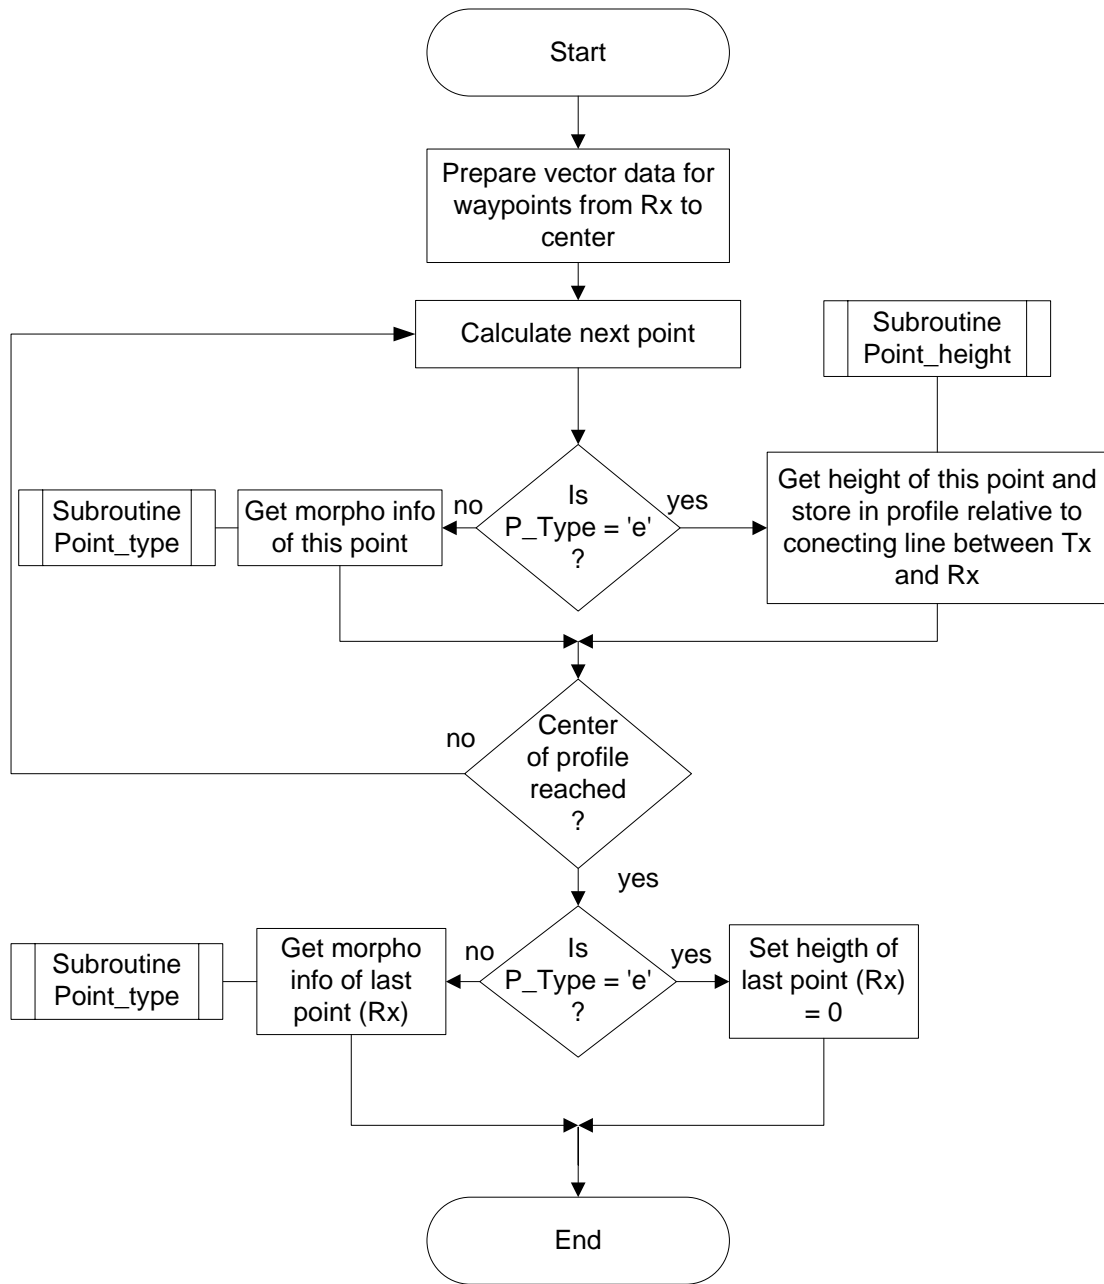 Start
Prepare vector data for
waypoints from Rx to
center
Calculate next point
Subroutine
Point_height
Is
P_Type = 'e'
?
no
yes
Subroutine
Point_type
Get morpho info
of this point
Get height of this point and
store in profile relative to
conecting line between Tx
and Rx
Center
of profile
reached
?
no
yes
Is
P_Type = 'e'
?
no
yes
Subroutine
Point_type
Get morpho
info of last
point (Rx)
Set heigth of
last point (Rx)
= 0
End